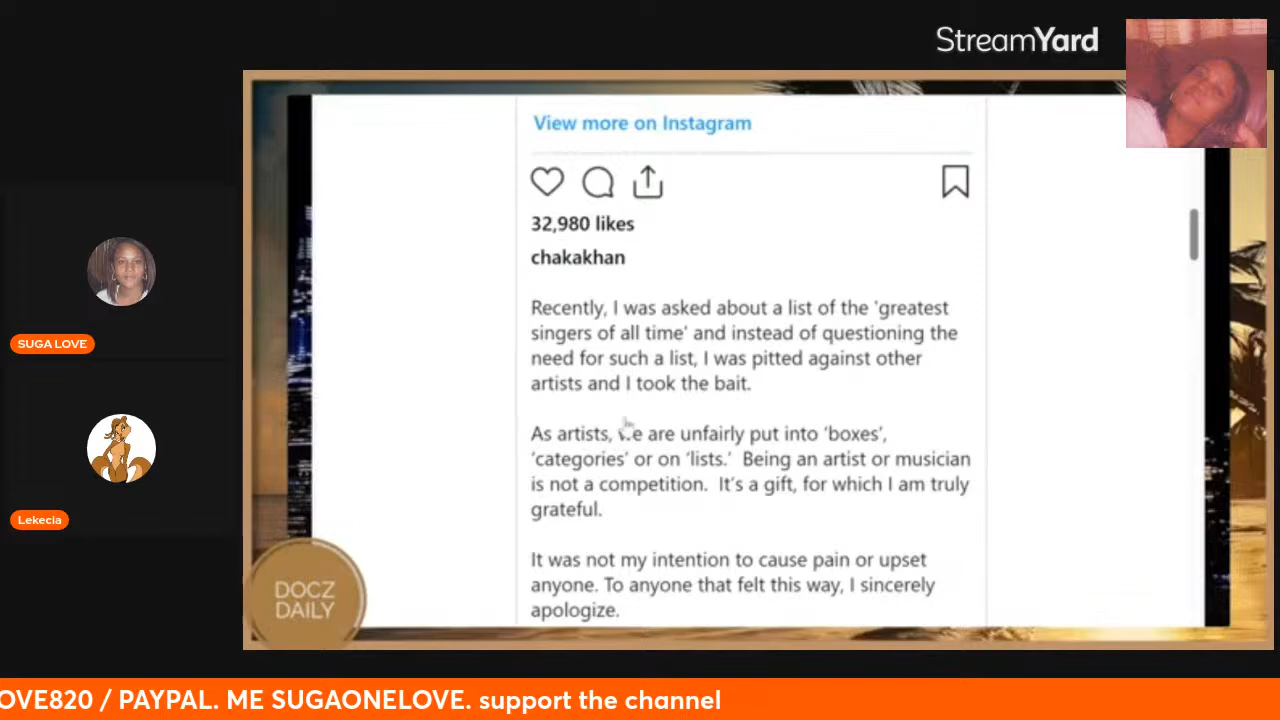 StreamYard
View more on Instagram
32,980 likes
chakakhan
Recently, I was asked about a list of the 'greatest
singers of all time' and instead of questioning the
need for such a list, I was pitted against other
artists and I took the bait.
As artists, we are unfairly put into 'boxes',
'categories' or on 'lists.' Being an artist or musician
is not a competition. It's a gift, for which I am truly
grateful.
It was not my intention to cause pain or upset
anyone. To anyone that felt this way, I sincerely
apologize.
SUGA LOVE
Lekecia
DOCZ
DAILY
OVE820 / PAYPAL. ME SUGAONELOVE. support the channel